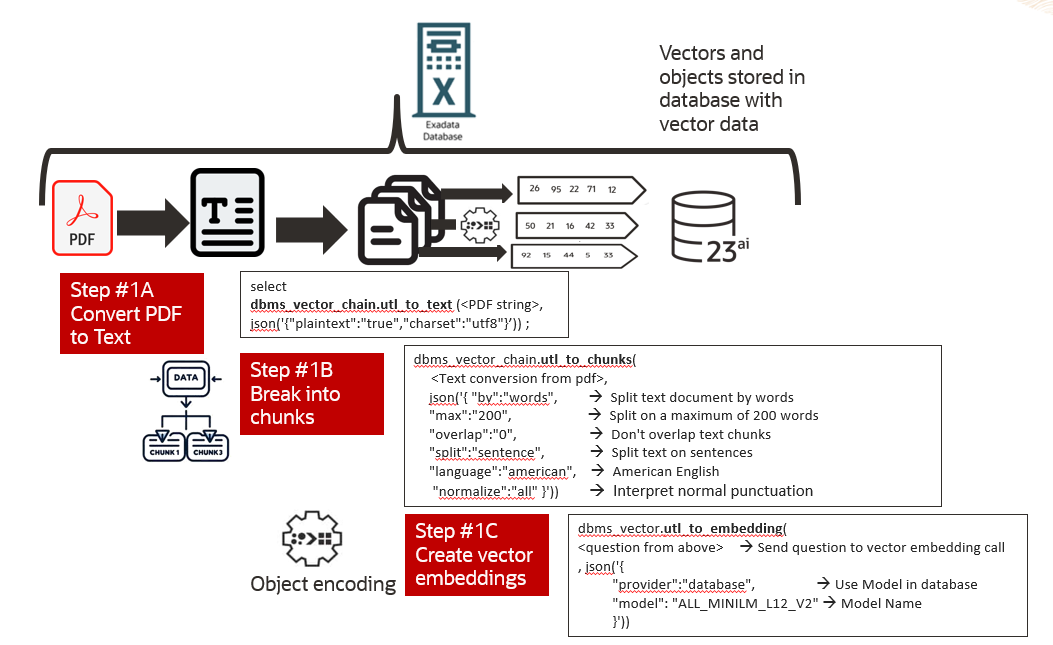 X
Exadata
Database
Vectors and
objects stored in
database with
vector data
PDF
T
26 95 22 71 12
50 21 16 42 33
92 15 44 5 33
23ai
Step #1A
Convert PDF
to Text
select
dbms_vector_chain.utl_to_text (<PDF string>,
json('{"plaintext":"true","charset":"utf8"}’)) ;
DATA
CHUNK 1 CHUNK 3
Step #1B
Break into
chunks
dbms_vector_chain.utl_to_chunks(
<Text conversion from pdf>,
json('{ "by":"words", → Split text document by words
"max":"200", → Split on a maximum of 200 words
"overlap":"0", → Don't overlap text chunks
"split":"sentence", → Split text on sentences
"language":"american", → American English
"normalize":"all" }')) → Interpret normal punctuation
Object encoding
Step #1C
Create vector
embeddings
dbms_vector.utl_to_embedding(
<question from above> → Send question to vector embedding call
, json('{
"provider":"database", → Use Model in database
"model": "ALL_MINILM_L12_V2" → Model Name
}'))